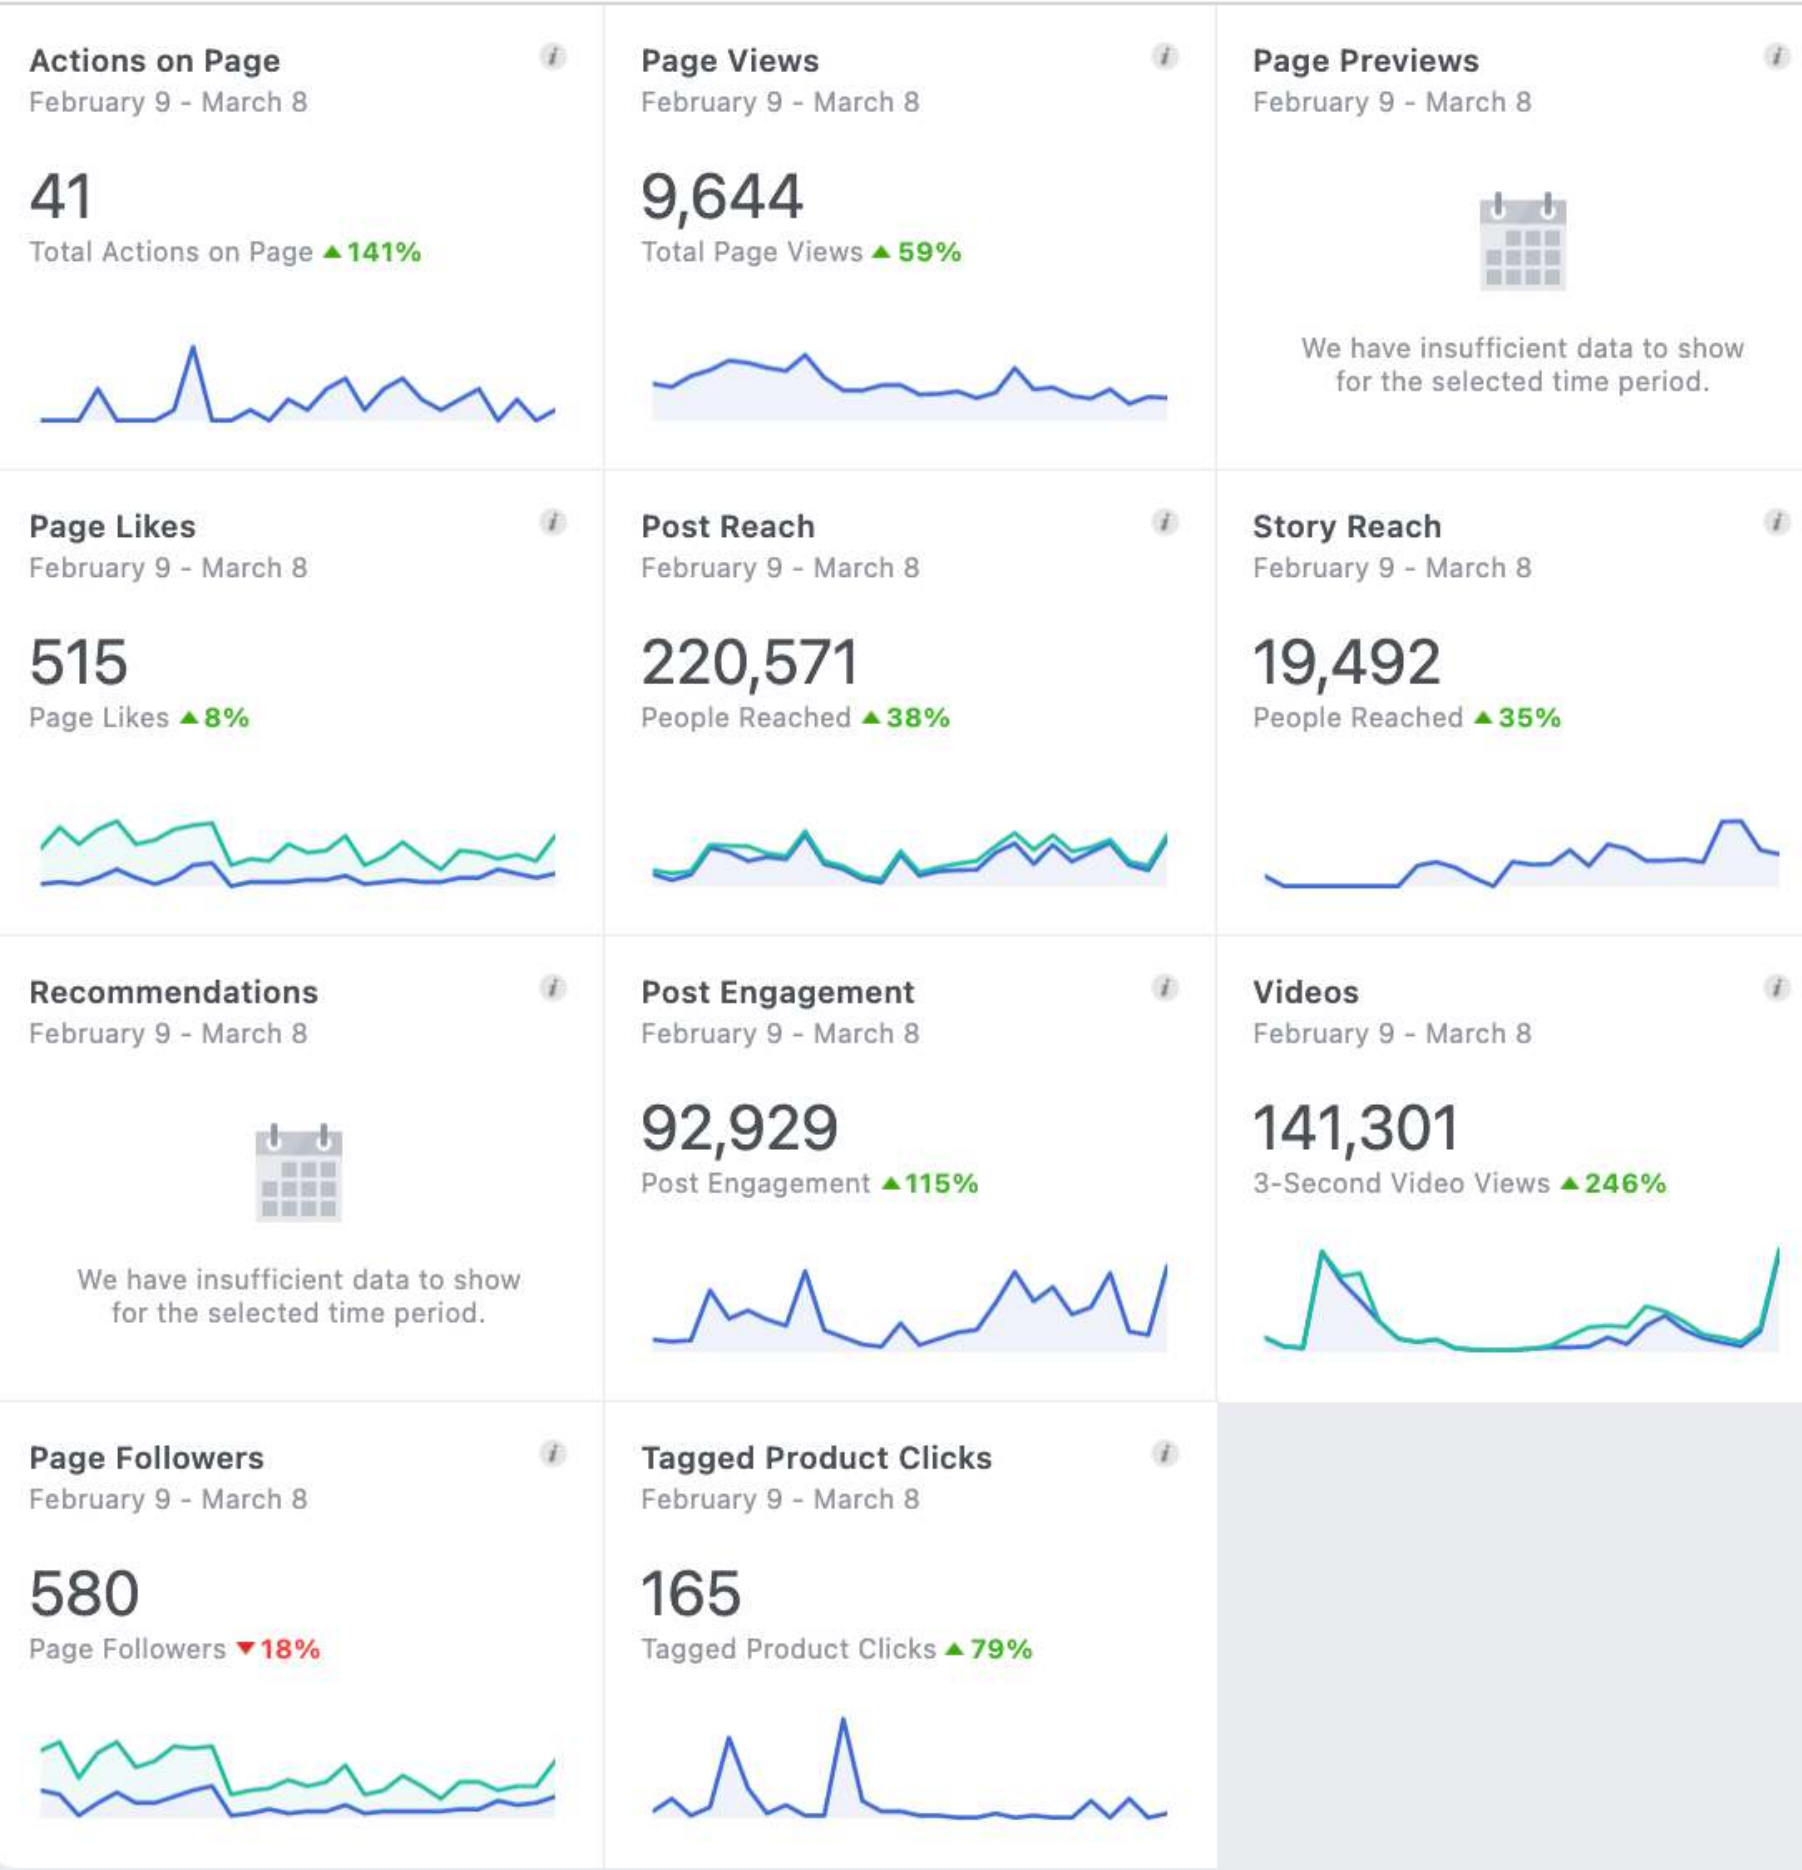 Actions on Page
February 9 - March 8
41
Total Actions on Page ▲ 141%
Page Views
February 9 - March 8
9,644
Total Page Views ▲ 59%
Page Previews
February 9 - March 8
We have insufficient data to show
for the selected time period.
Page Likes
February 9 - March 8
515
Page Likes ▲ 8%
Post Reach
February 9 - March 8
220,571
People Reached ▲ 38%
Story Reach
February 9 - March 8
19,492
People Reached ▲ 35%
Recommendations
February 9 - March 8
We have insufficient data to show
for the selected time period.
Post Engagement
February 9 - March 8
92,929
Post Engagement ▲ 115%
Videos
February 9 - March 8
141,301
3-Second Video Views ▲ 246%
Page Followers
February 9 - March 8
580
Page Followers ▼ 18%
Tagged Product Clicks
February 9 - March 8
165
Tagged Product Clicks ▲ 79%